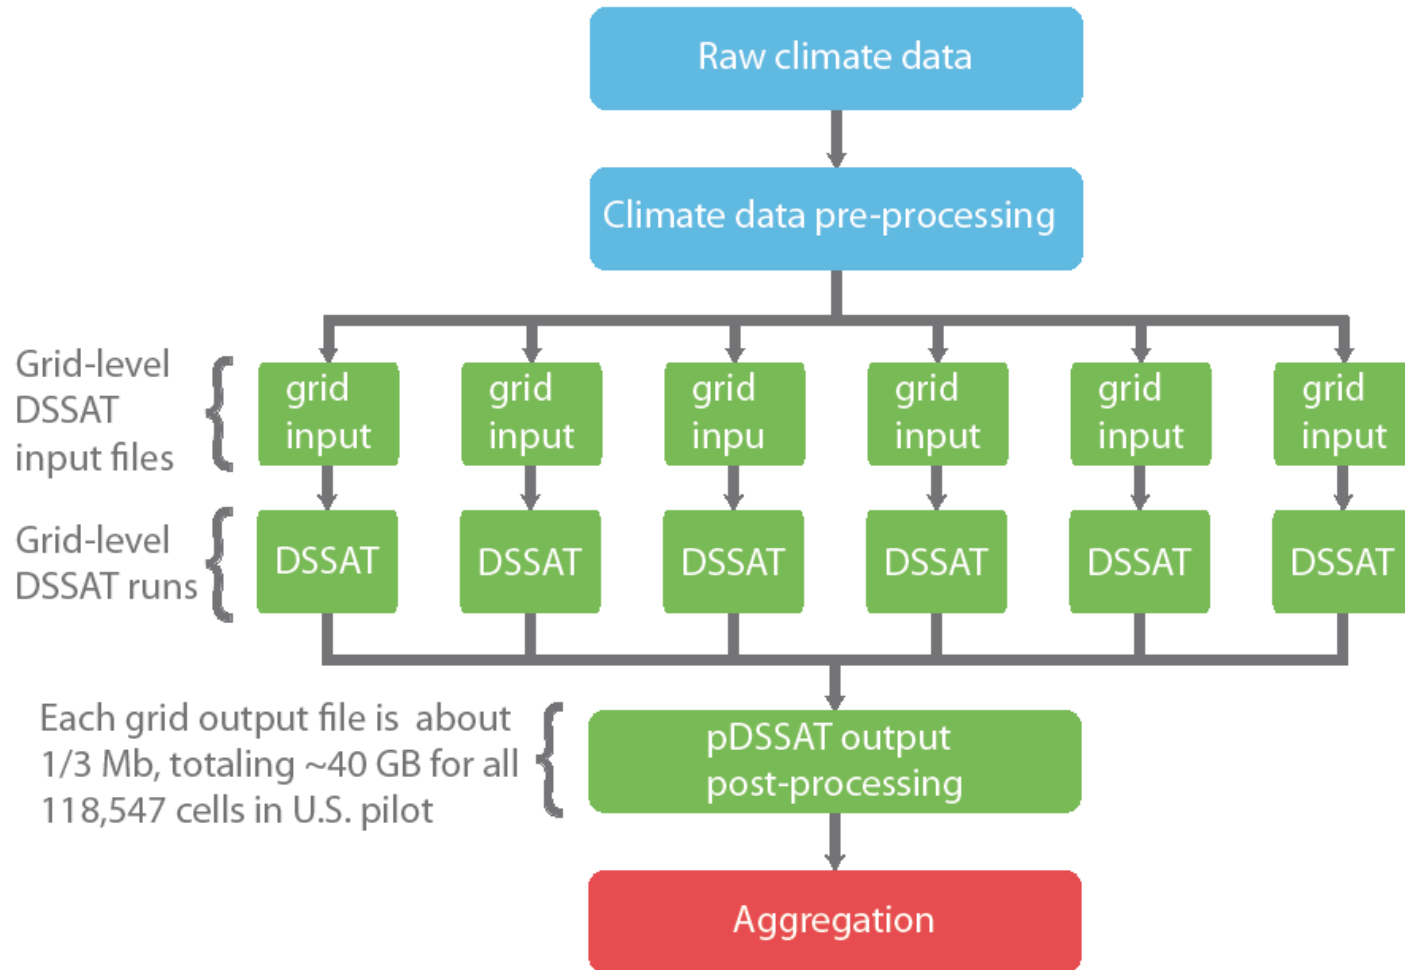 Raw climate data
Climate data pre-processing
Grid-level
DSSAT
input files
grid
input
grid
input
grid
inpu
grid
input
grid
input
grid
input
Grid-level
DSSAT runs
DSSAT
DSSAT
DSSAT
DSSAT
DSSAT
DSSAT
Each grid output file is about
1/3 Mb, totaling ~40 GB for all
118,547 cells in U.S. pilot
pDSSAT output
post-processing
Aggregation